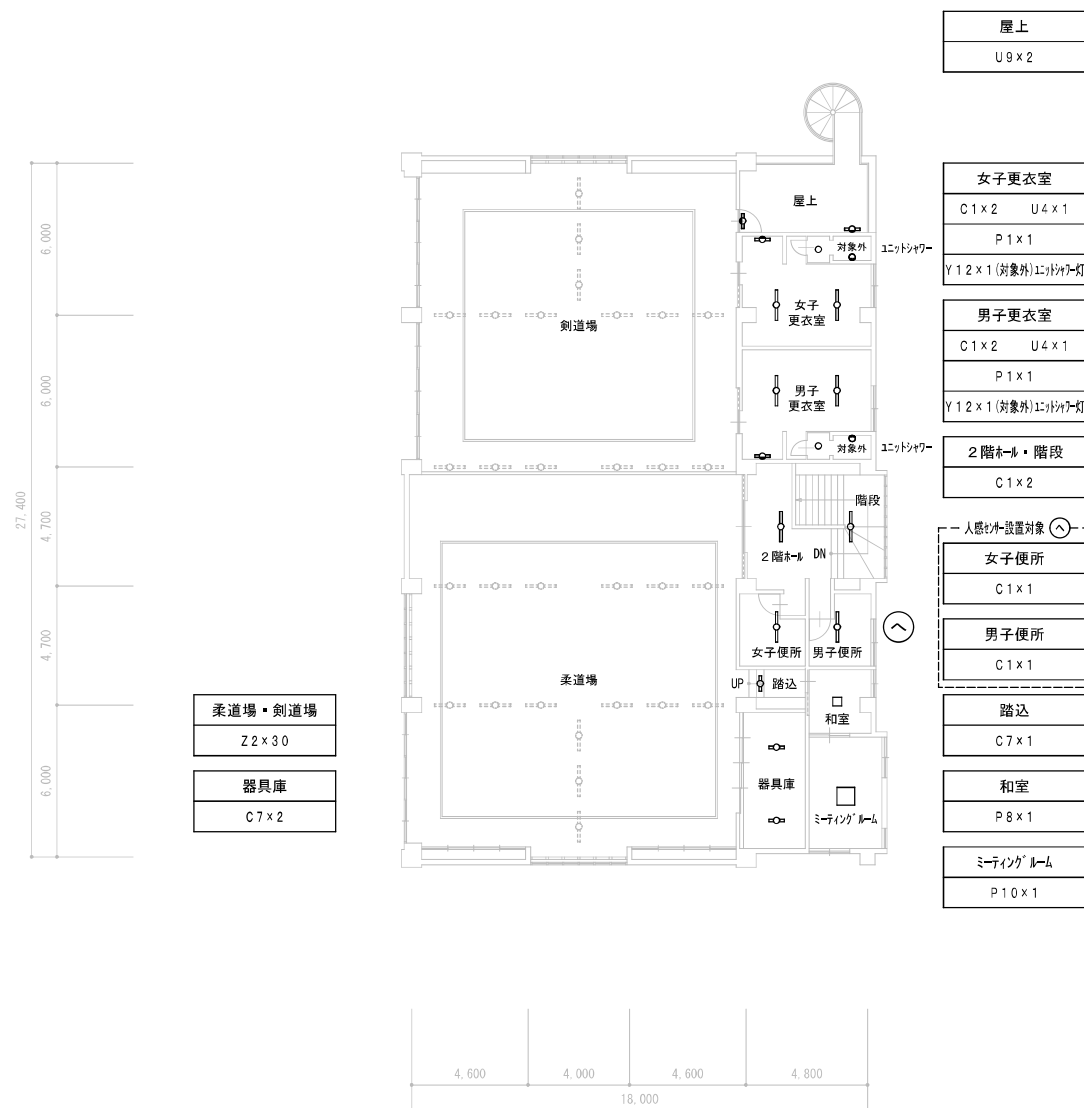 屋上
U9×2
女子更衣室
C1×2 U4×1
P1×1
Y12×1(対象外)ユニットシャワー灯
男子更衣室
C1×2 U4×1
P1×1
Y12×1(対象外)ユニットシャワー灯
2階ホール・階段
C1×2
人感センサー設置対象
女子便所
C1×1
男子便所
C1×1
踏込
C7×1
和室
P8×1
ミーティングルーム
P10×1
柔道場・剣道場
Z2×30
器具庫
C7×2
屋上
対象外
ユニットシャワー
女子
更衣室
剣道場
男子
更衣室
対象外
ユニットシャワー
階段
2階ホール
DN
女子便所
男子便所
柔道場
UP
踏込
和室
器具庫
ミーティングルーム
6,000
6,000
4,700
4,700
6,000
27,400
4,600
4,000
4,600
4,800
18,000